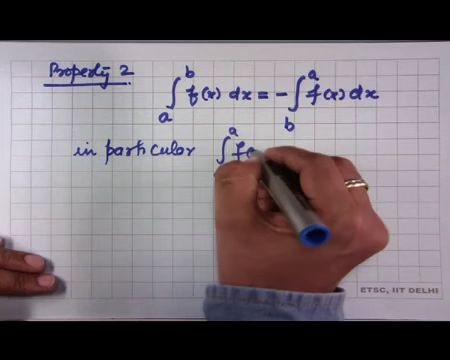 Property 2
∫_a^b f(x) dx = - ∫_b^a f(x) dx
in particular ∫^a f(
ETSC, IIT DELHI